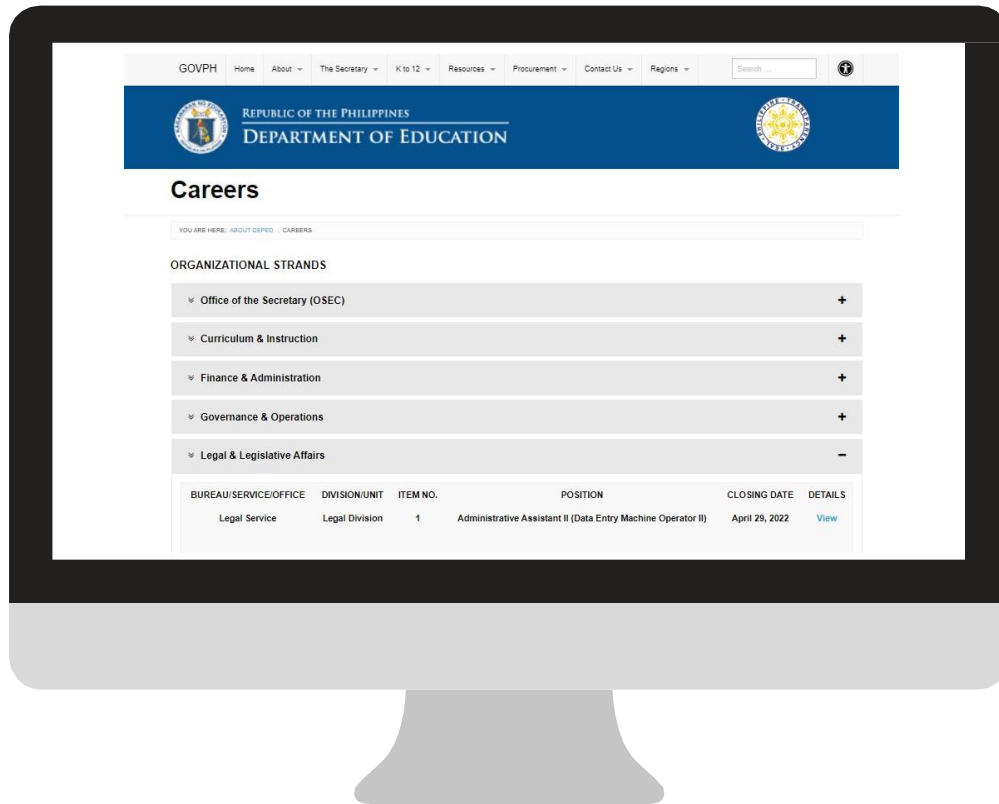 GOVPH Home About The Secretary K to 12 Resources Procurement Contact Us Regions Search ...
REPUBLIC OF THE PHILIPPINES
DEPARTMENT OF EDUCATION
Careers
YOU ARE HERE: ABOUT DEPED . CAREERS
ORGANIZATIONAL STRANDS
Office of the Secretary (OSEC) +
Curriculum & Instruction +
Finance & Administration +
Governance & Operations +
Legal & Legislative Affairs −
BUREAU/SERVICE/OFFICE DIVISION/UNIT ITEM NO. POSITION CLOSING DATE DETAILS
Legal Service Legal Division 1 Administrative Assistant II (Data Entry Machine Operator II) April 29, 2022 View